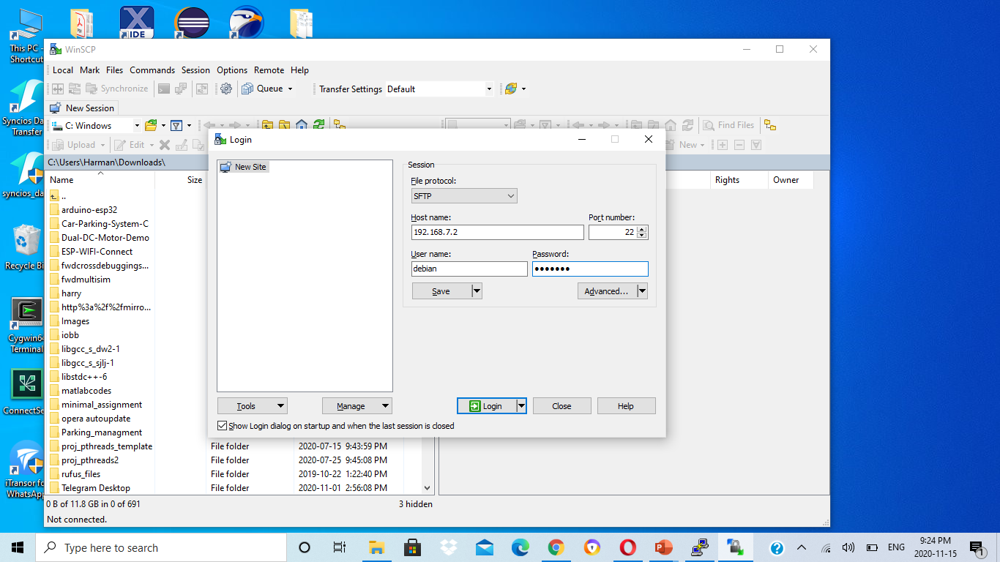 This PC -
Shortcut
IDE
WinSCP
Local Mark Files Commands Session Options Remote Help
Synchronize
Queue
Transfer Settings Default
New Session
C: Windows
Find Files
Upload
Edit
New
C:\Users\Harman\Downloads\
Name Size
Rights Owner
..
arduino-esp32
Car-Parking-System-C
Dual-DC-Motor-Demo
ESP-WIFI-Connect
fwdcrossdebuggings...
fwdmultisim
harry
http%3a%2f%2fmirro...
Images
iobb
libgcc_s_dw2-1
libgcc_s_sjlj-1
libstdc++-6
matlabcodes
minimal_assignment
opera autoupdate
Parking_managment
proj_pthreads_template File folder 2020-07-15 9:43:59 PM
proj_pthreads2 File folder 2020-07-25 9:45:08 PM
rufus_files File folder 2019-10-22 1:22:40 PM
Telegram Desktop File folder 2020-11-01 2:56:08 PM
0 B of 11.8 GB in 0 of 691 3 hidden
Not connected.
Login
New Site
Session
File protocol:
SFTP
Host name: Port number:
192.168.7.2 22
User name: Password:
debian •••••••
Save Advanced...
Tools Manage Login Close Help
Show Login dialog on startup and when the last session is closed
Syncios Da
Transfer
syncios_da
Recycle Bi
Cygwin64
Terminal
ConnectSe
iTransor fo
WhatsApp
Type here to search
ENG
9:24 PM
2020-11-15
1